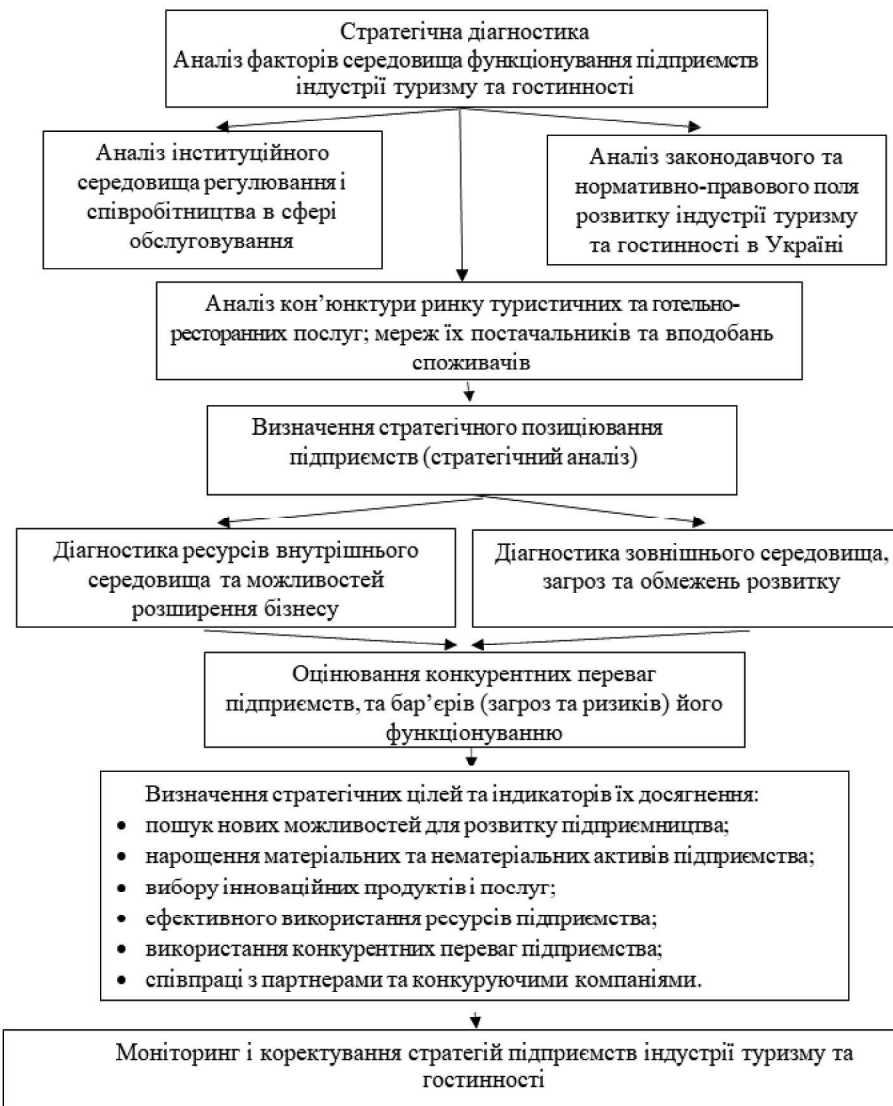 Стратегічна діагностика
Аналіз факторів середовища функціонування підприємств
індустрії туризму та гостинності
Аналіз інституційного
середовища регулювання і
співробітництва в сфері
обслуговування
Аналіз законодавчого та
нормативно-правового поля
розвитку індустрії туризму
та гостинності в Україні
Аналіз кон’юнктури ринку туристичних та готельно-
ресторанних послуг; мереж їх постачальників та вподобань
споживачів
Визначення стратегічного позиціювання
підприємств (стратегічний аналіз)
Діагностика ресурсів внутрішнього
середовища та можливостей
розширення бізнесу
Діагностика зовнішнього середовища,
загроз та обмежень розвитку
Оцінювання конкурентних переваг
підприємств, та бар’єрів (загроз та ризиків) його
функціонуванню
Визначення стратегічних цілей та індикаторів їх досягнення:
• пошук нових можливостей для розвитку підприємництва;
• нарощення матеріальних та нематеріальних активів підприємства;
• вибору інноваційних продуктів і послуг;
• ефективного використання ресурсів підприємства;
• використання конкурентних переваг підприємства;
• співпраці з партнерами та конкуруючими компаніями.
Моніторинг і коректування стратегій підприємств індустрії туризму та
гостинності